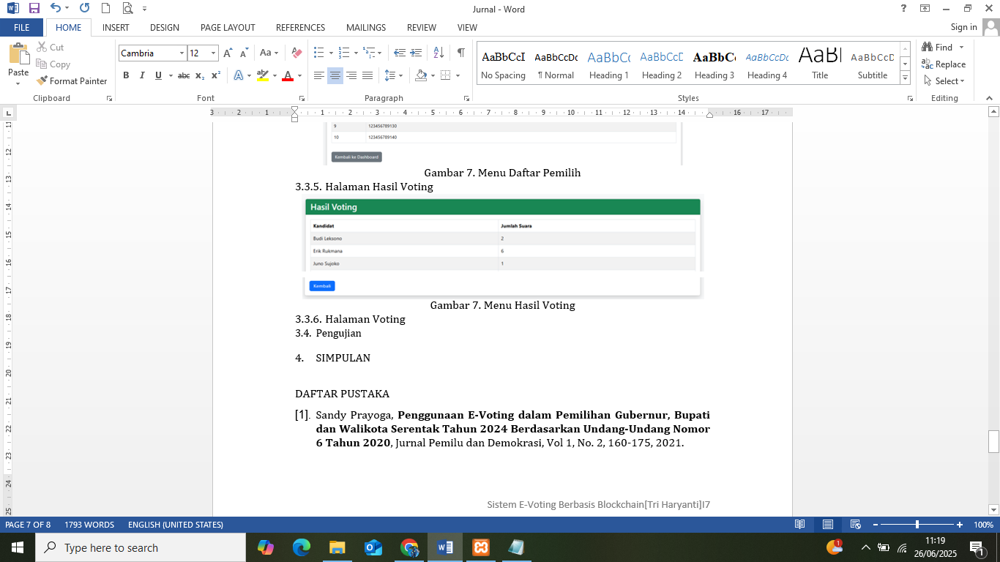 Jurnal - Word
FILE HOME INSERT DESIGN PAGE LAYOUT REFERENCES MAILINGS REVIEW VIEW Sign in
Paste Cut Copy Format Painter
Cambria 12
AaBbCcI AaBbCcDc AaBbCc AaBbCcE AaBbCc AaBbCcDc AaBl AaBbCcD
No Spacing ¶ Normal Heading 1 Heading 2 Heading 3 Heading 4 Title Subtitle
Find Replace Select
Clipboard Font Paragraph Styles Editing
3 2 1 1 2 3 4 5 6 7 8 9 10 11 12 13 14 16 17
9 123456789130
10 123456789140
Kembali ke Dashboard
Gambar 7. Menu Daftar Pemilih
3.3.5. Halaman Hasil Voting
Hasil Voting
Kandidat Jumlah Suara
Budi Leksono 2
Erik Rukmana 6
Juno Sujoko 1
Kembali
Gambar 7. Menu Hasil Voting
3.3.6. Halaman Voting
3.4. Pengujian
4. SIMPULAN
DAFTAR PUSTAKA
[1]. Sandy Prayoga, Penggunaan E-Voting dalam Pemilihan Gubernur, Bupati
dan Walikota Serentak Tahun 2024 Berdasarkan Undang-Undang Nomor
6 Tahun 2020, Jurnal Pemilu dan Demokrasi, Vol 1, No. 2, 160-175, 2021.
Sistem E-Voting Berbasis Blockchain[Tri Haryanti]I7
PAGE 7 OF 8 1793 WORDS ENGLISH (UNITED STATES) 100%
Type here to search
11:19
26/06/2025